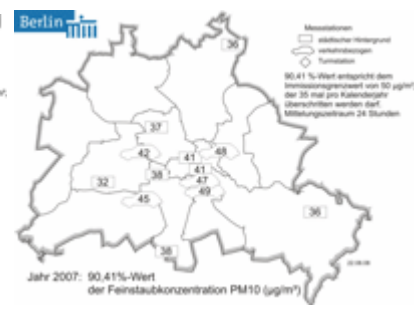 Berlin
Messestationen
städtischer Hintergrund
verkehrsbezogen
Turmstation
90,41 %-Wert entspricht dem
Immissionsgrenzwert von 50 µg/m³,
der 35 mal pro Kalenderjahr
überschritten werden darf.
Mittelungszeitraum 24 Stunden
36
37
42
41
48
41
38
47
32
49
45
36
38
Jahr 2007: 90,41%-Wert
der Feinstaubkonzentration PM10 (µg/m³)